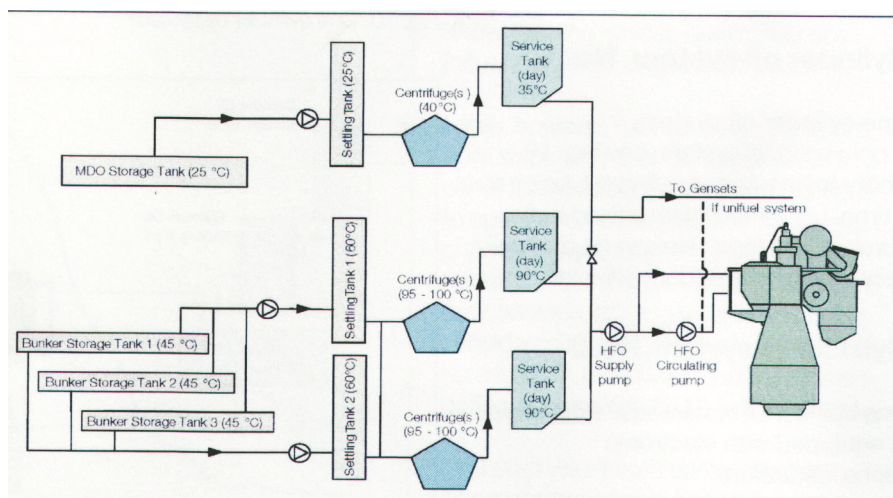 Service
Tank
(day)
35°C
Centrifuge(s )
(40°C)
Settling Tank (25°C)
MDO Storage Tank (25 °C)
To Gensets
If unifuel system
Service
Tank
(day)
90°C
Centrifuge(s )
(95 - 100 °C)
Settling Tank 1 (60°C)
Bunker Storage Tank 1 (45 °C)
Bunker Storage Tank 2 (45 °C)
Bunker Storage Tank 3 (45 °C)
HFO
Supply
pump
HFO
Circulating
pump
Service
Tank
(day)
90°C
Settling Tank 2 (60°C)
Centrifuge(s )
(95 - 100 °C)